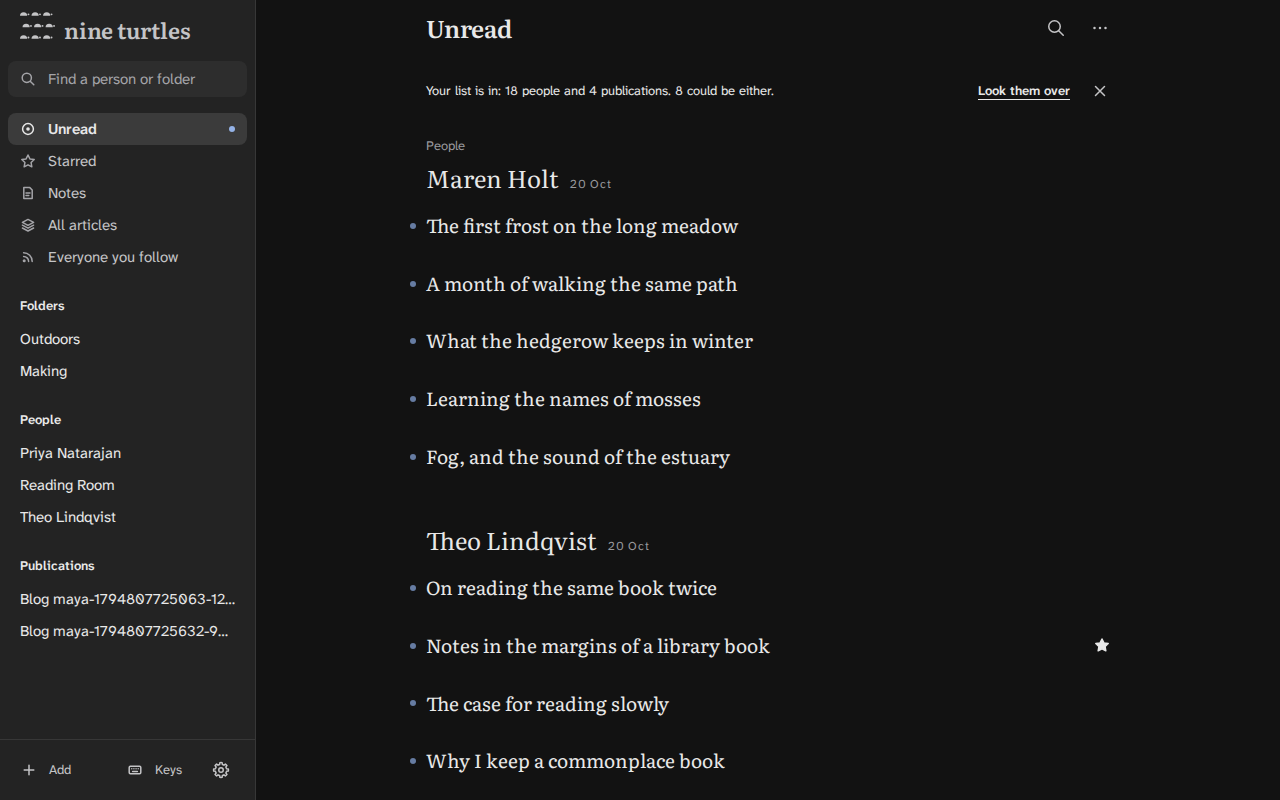 nine turtles
Find a person or folder
Unread
Starred
Notes
All articles
Everyone you follow
Folders
Outdoors
Making
People
Priya Natarajan
Reading Room
Theo Lindqvist
Publications
Blog maya-1794807725063-12...
Blog maya-1794807725632-9...
Add
Keys
Unread
Your list is in: 18 people and 4 publications. 8 could be either.
Look them over
People
Maren Holt 20 Oct
The first frost on the long meadow
A month of walking the same path
What the hedgerow keeps in winter
Learning the names of mosses
Fog, and the sound of the estuary
Theo Lindqvist 20 Oct
On reading the same book twice
Notes in the margins of a library book
The case for reading slowly
Why I keep a commonplace book